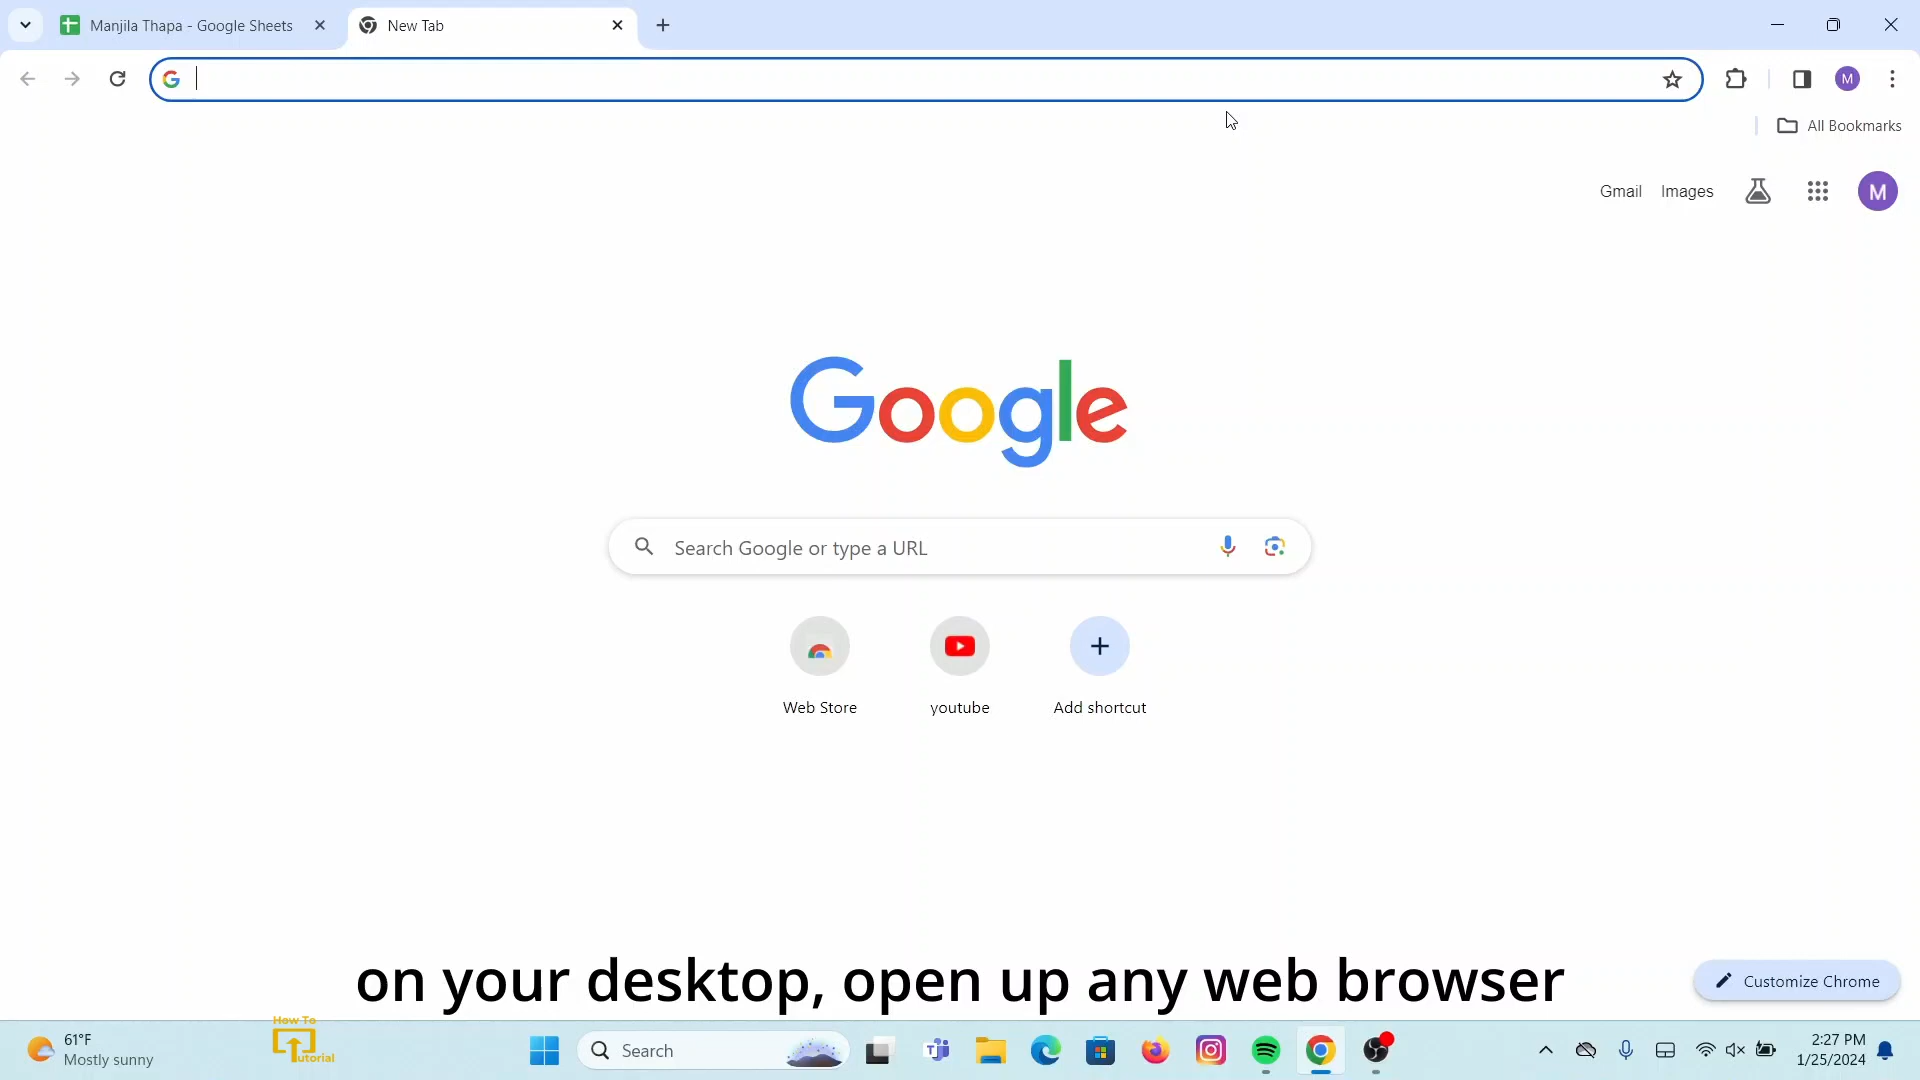 Manjila Thapa - Google Sheets
New Tab
M
All Bookmarks
Gmail
Images
M
Google
Search Google or type a URL
Web Store
youtube
Add shortcut
on your desktop, open up any web browser
Customize Chrome
61°F
Mostly sunny
How To
Tutorial
Search
2:27 PM
1/25/2024